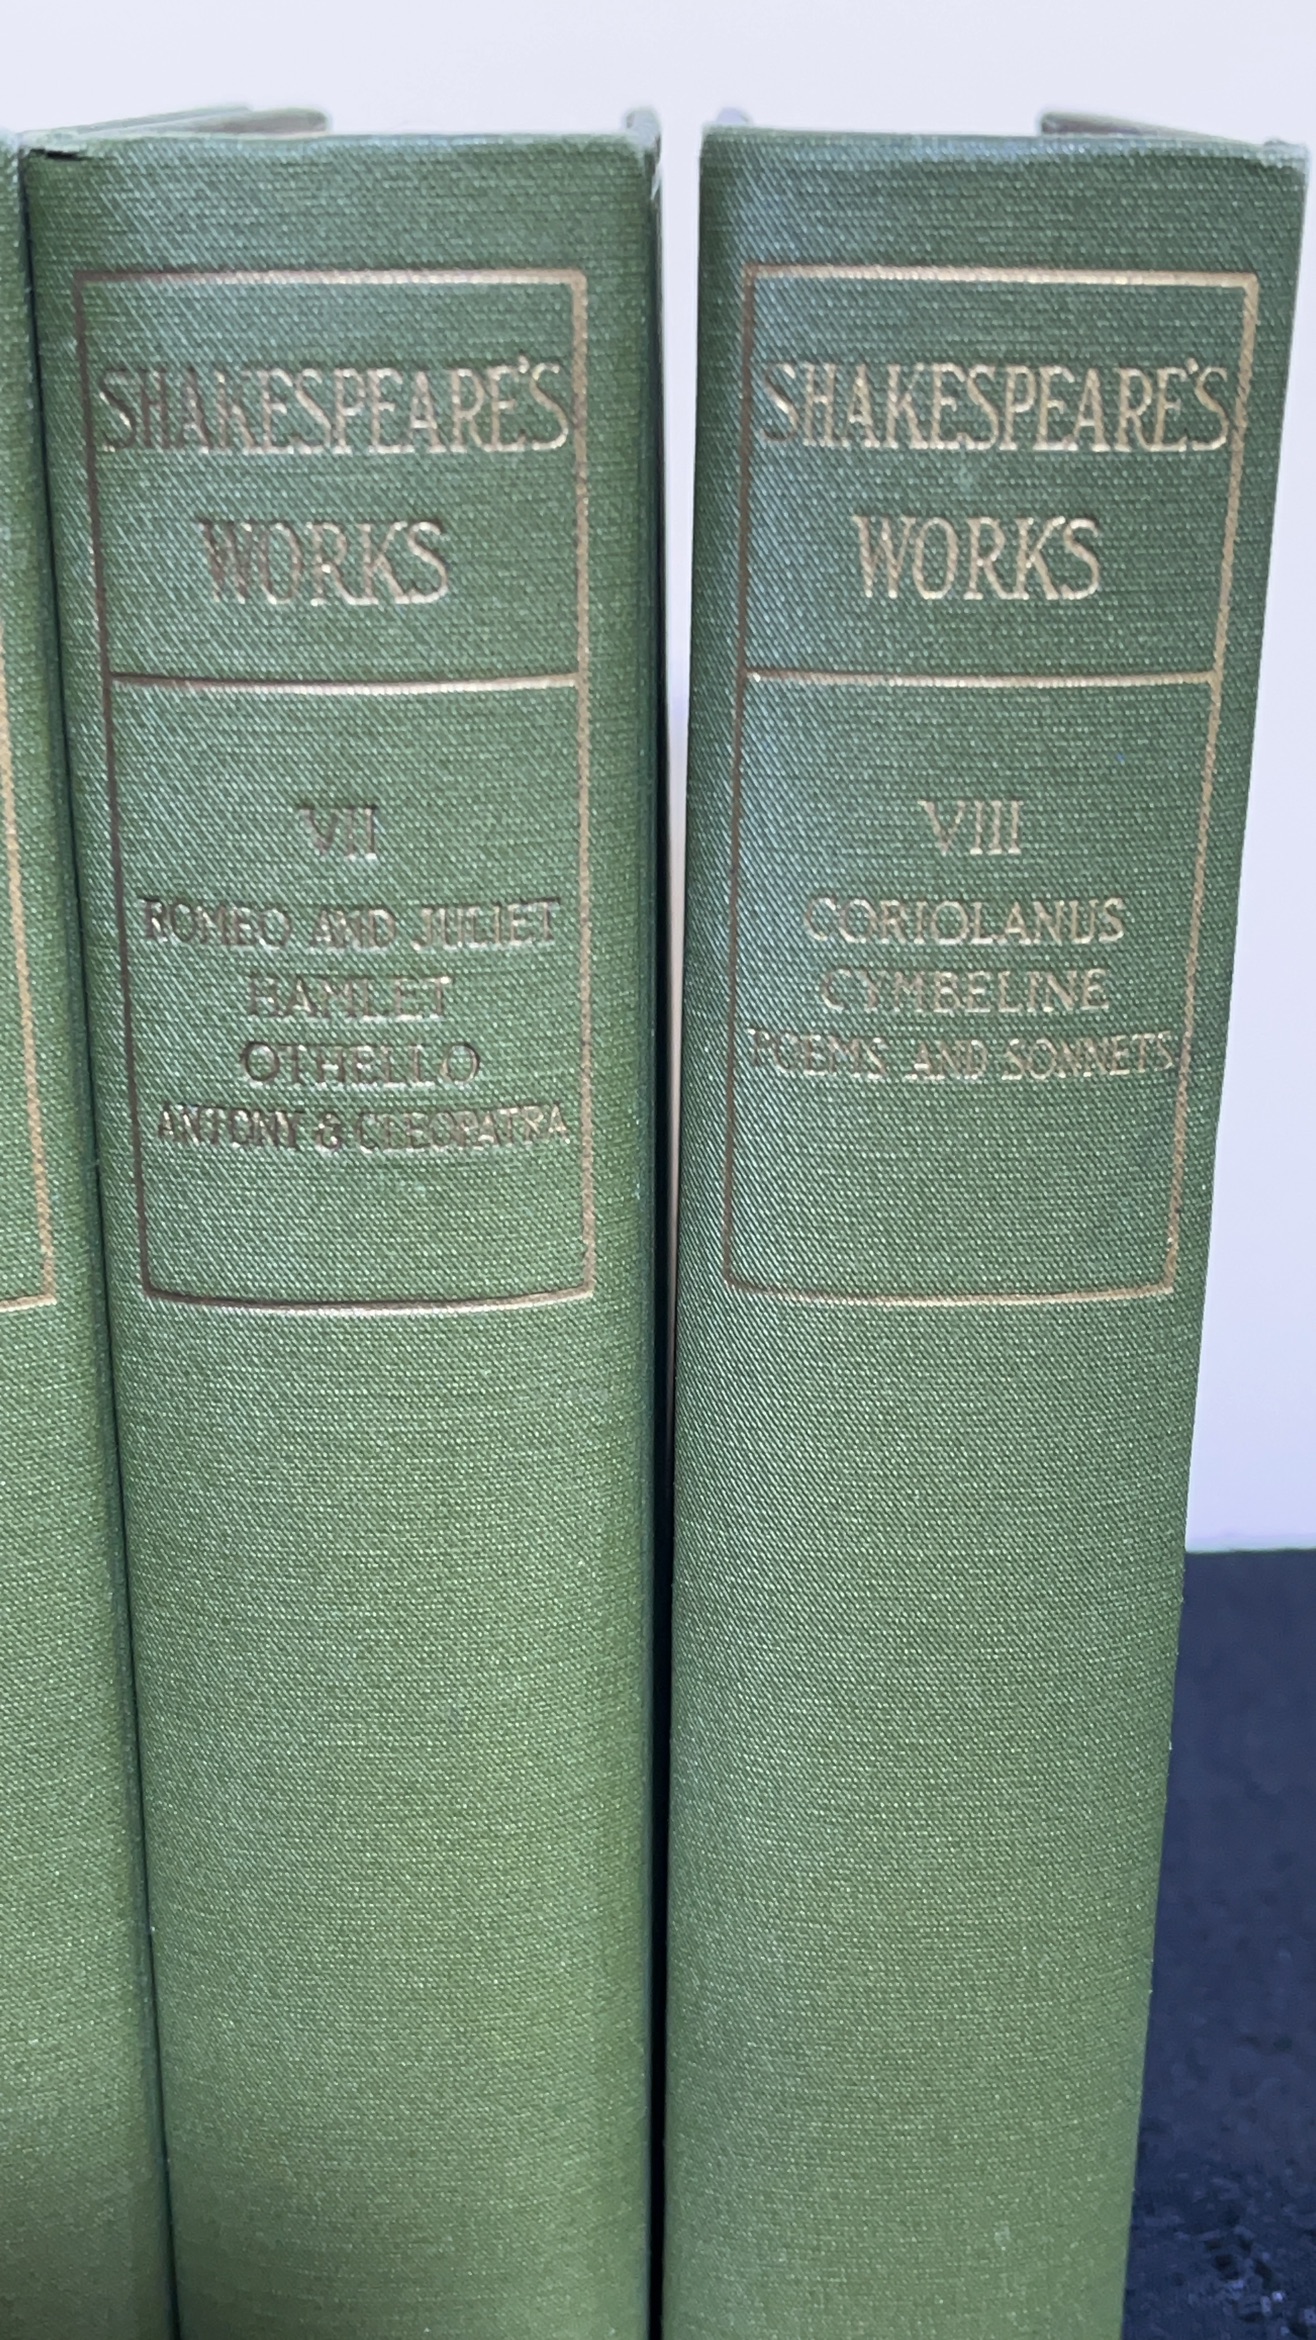 SHAKESPEARE'S
WORKS
VII
ROMEO AND JULIET
HAMLET
OTHELLO
ANTONY & CLEOPATRA
SHAKESPEARE'S
WORKS
VIII
CORIOLANUS
CYMBELINE
POEMS AND SONNETS